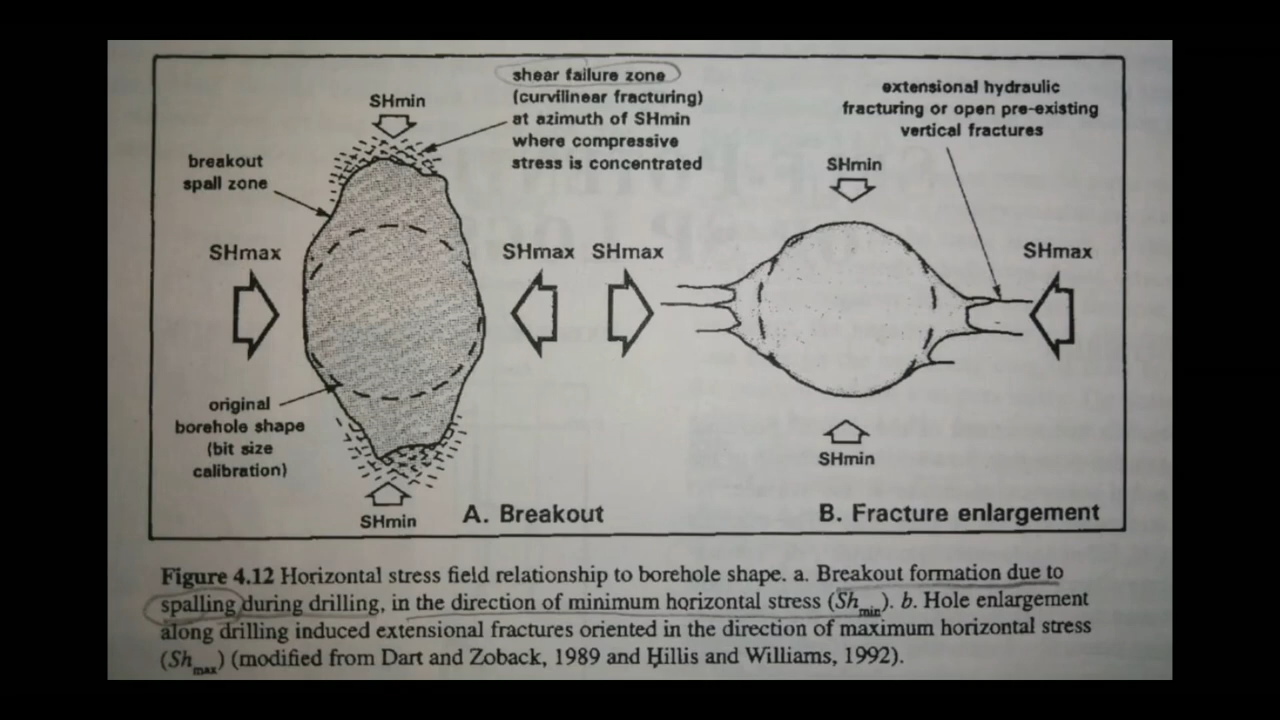 shear failure zone
(curvilinear fracturing)
at azimuth of SHmin
where compressive
stress is concentrated
SHmin
breakout
spall zone
SHmax
SHmax
original
borehole shape
(bit size
calibration)
SHmin
A. Breakout
extensional hydraulic
fracturing or open pre-existing
vertical fractures
SHmin
SHmax
SHmax
SHmin
B. Fracture enlargement
Figure 4.12 Horizontal stress field relationship to borehole shape. a. Breakout formation due to
spalling during drilling, in the direction of minimum horizontal stress (Shmin). b. Hole enlargement
along drilling induced extensional fractures oriented in the direction of maximum horizontal stress
(Shmax) (modified from Dart and Zoback, 1989 and Hillis and Williams, 1992).